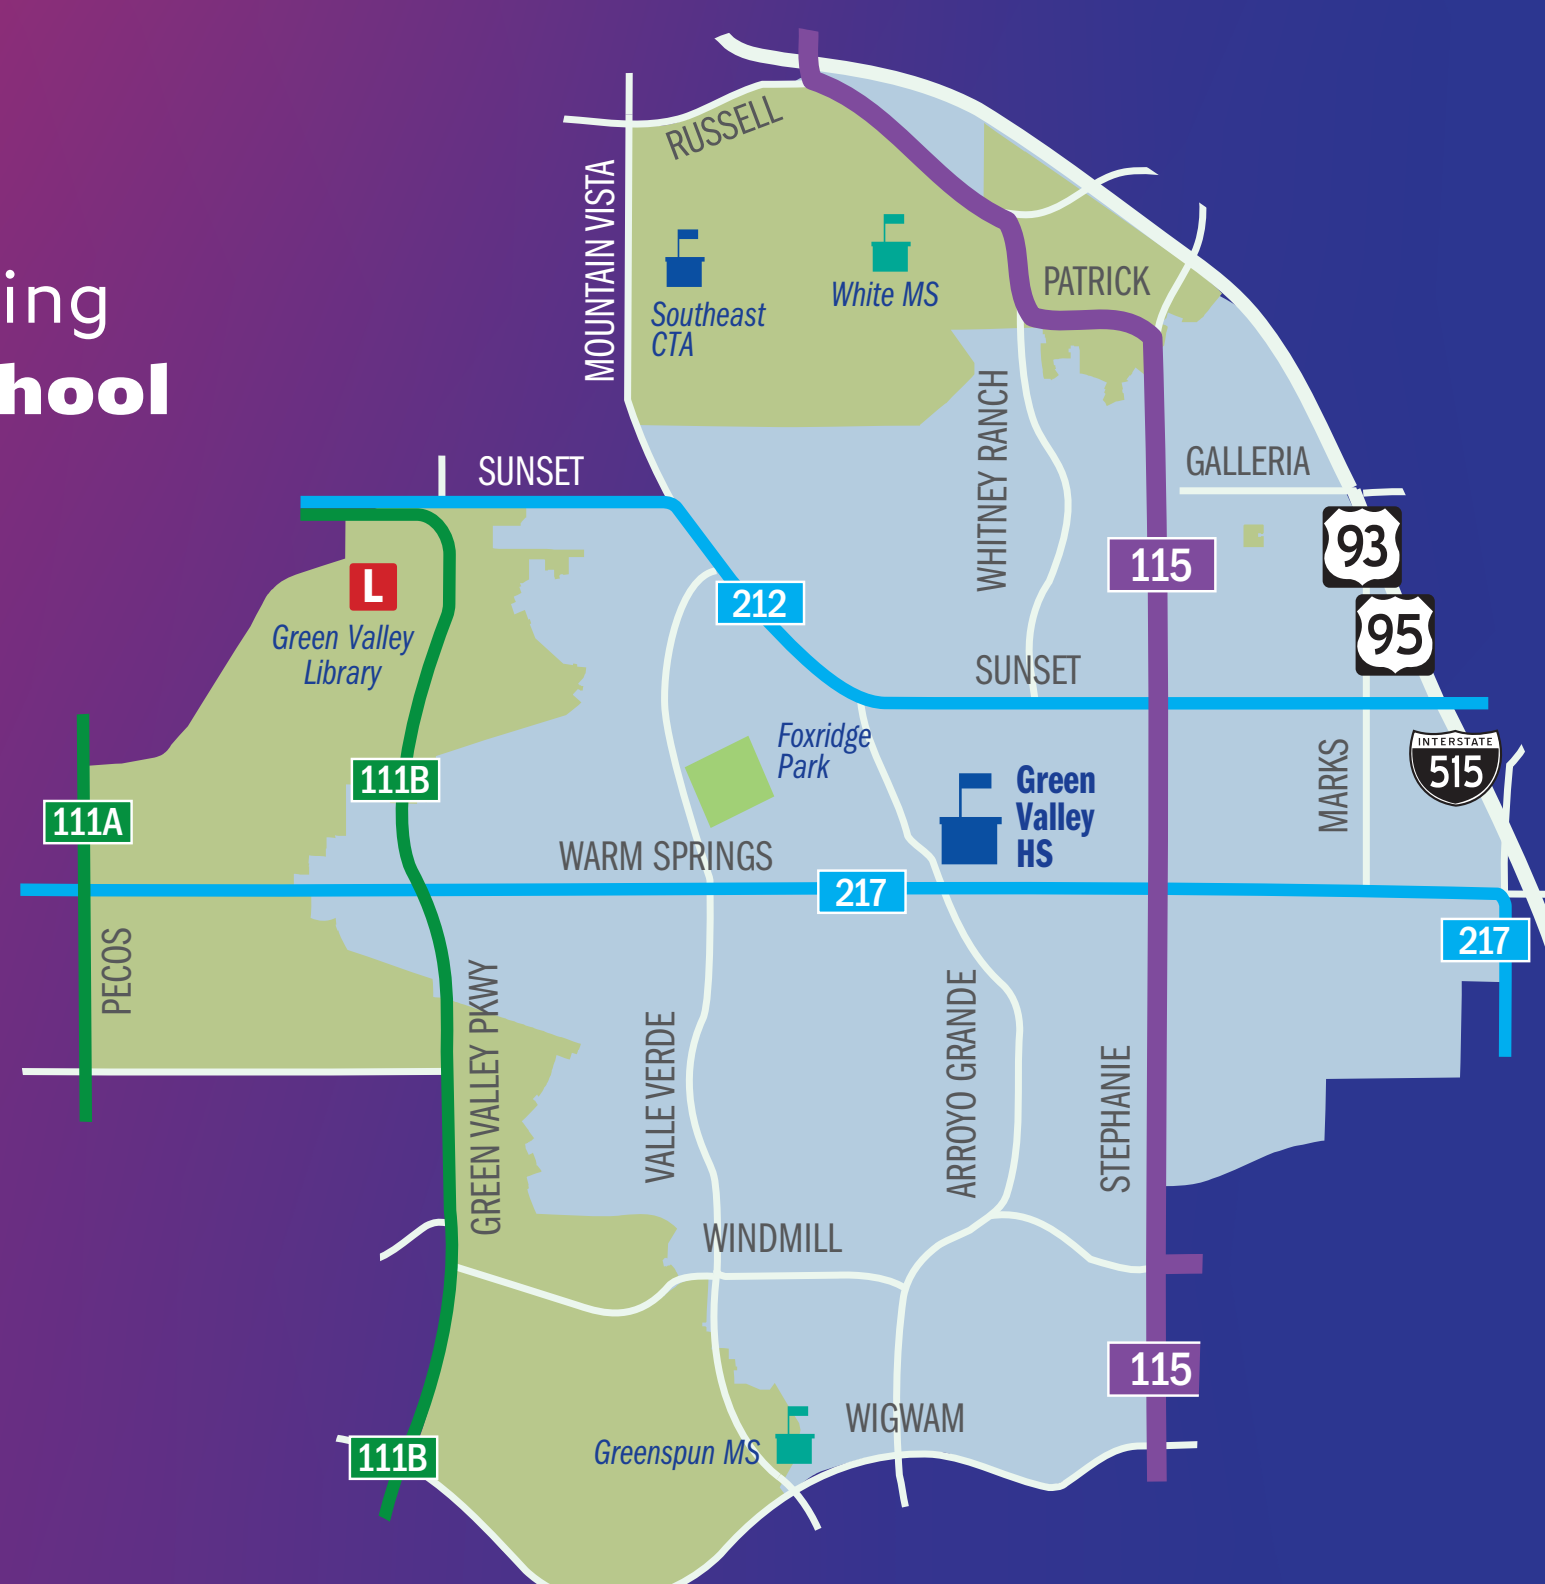 ing
hool
RUSSELL
MOUNTAIN VISTA
Southeast
CTA
White MS
PATRICK
WHITNEY RANCH
GALLERIA
SUNSET
93
95
115
212
L
Green Valley
Library
SUNSET
Foxridge
Park
Green
Valley
HS
MARKS
INTERSTATE
515
111B
111A
WARM SPRINGS
217
217
PECOS
GREEN VALLEY PKWY
VALLE VERDE
ARROYO GRANDE
STEPHANIE
WINDMILL
115
WIGWAM
Greenspun MS
111B